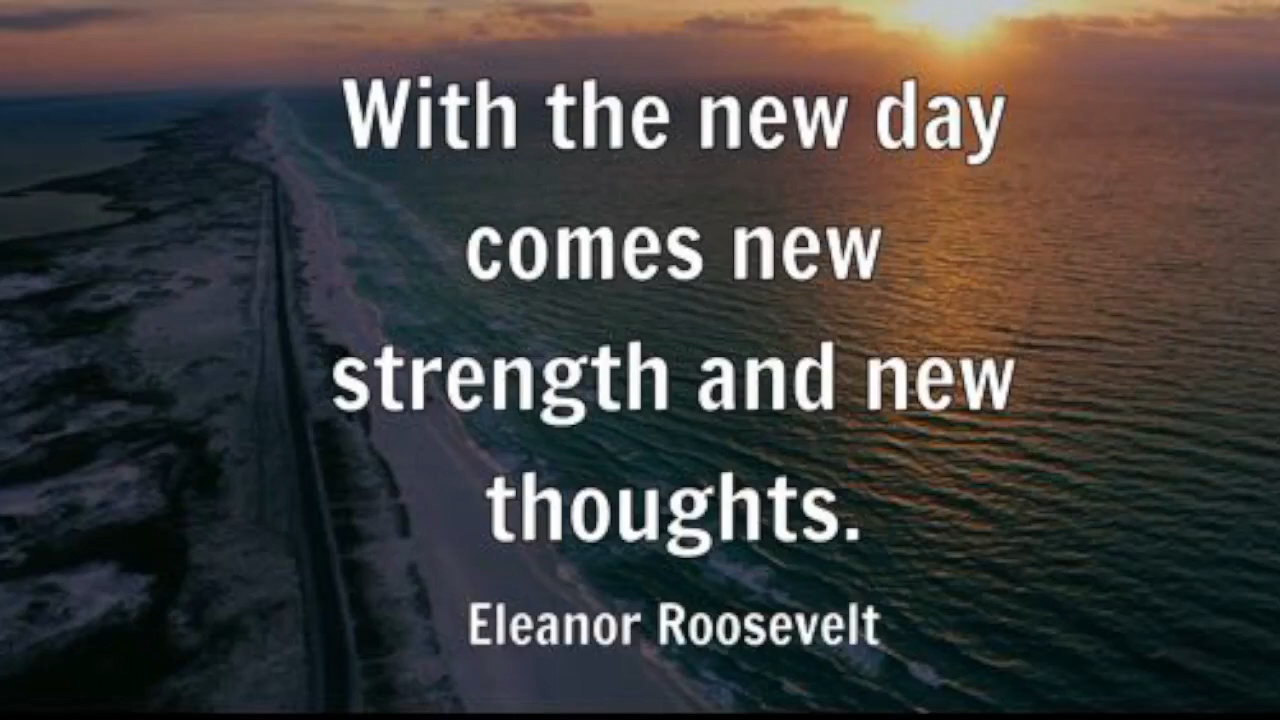 With the new day
comes new
strength and new
thoughts.
Eleanor Roosevelt